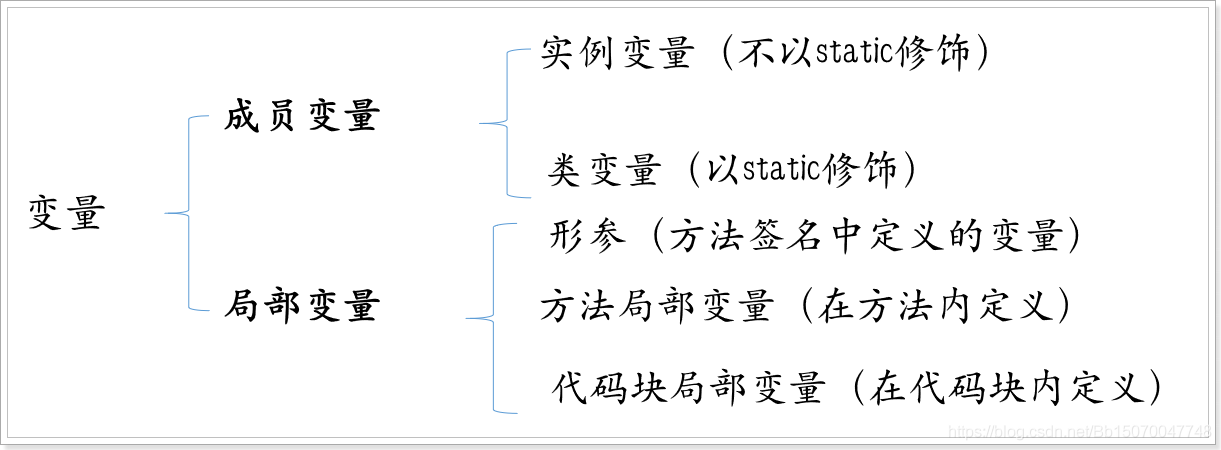 实例变量（不以static修饰）
成员变量
类变量（以static修饰）
变量
形参（方法签名中定义的变量）
局部变量
方法局部变量（在方法内定义）
代码块局部变量（在代码块内定义）
https://blog.csdn.net/Bb15070047748